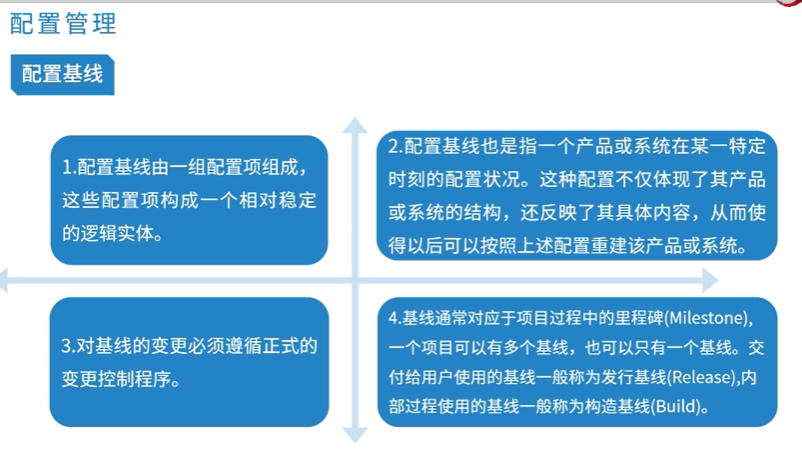 配置管理
配置基线
1.配置基线由一组配置项组成，
这些配置项构成一个相对稳定
的逻辑实体。
2.配置基线也是指一个产品或系统在某一特定
时刻的配置状况。这种配置不仅体现了其产品
或系统的结构，还反映了其具体内容，从而使
得以后可以按照上述配置重建该产品或系统。
3.对基线的变更必须遵循正式的
变更控制程序。
4.基线通常对应于项目过程中的里程碑(Milestone),
一个项目可以有多个基线，也可以只有一个基线。交
付给用户使用的基线一般称为发行基线(Release),内
部过程使用的基线一般称为构造基线(Build)。